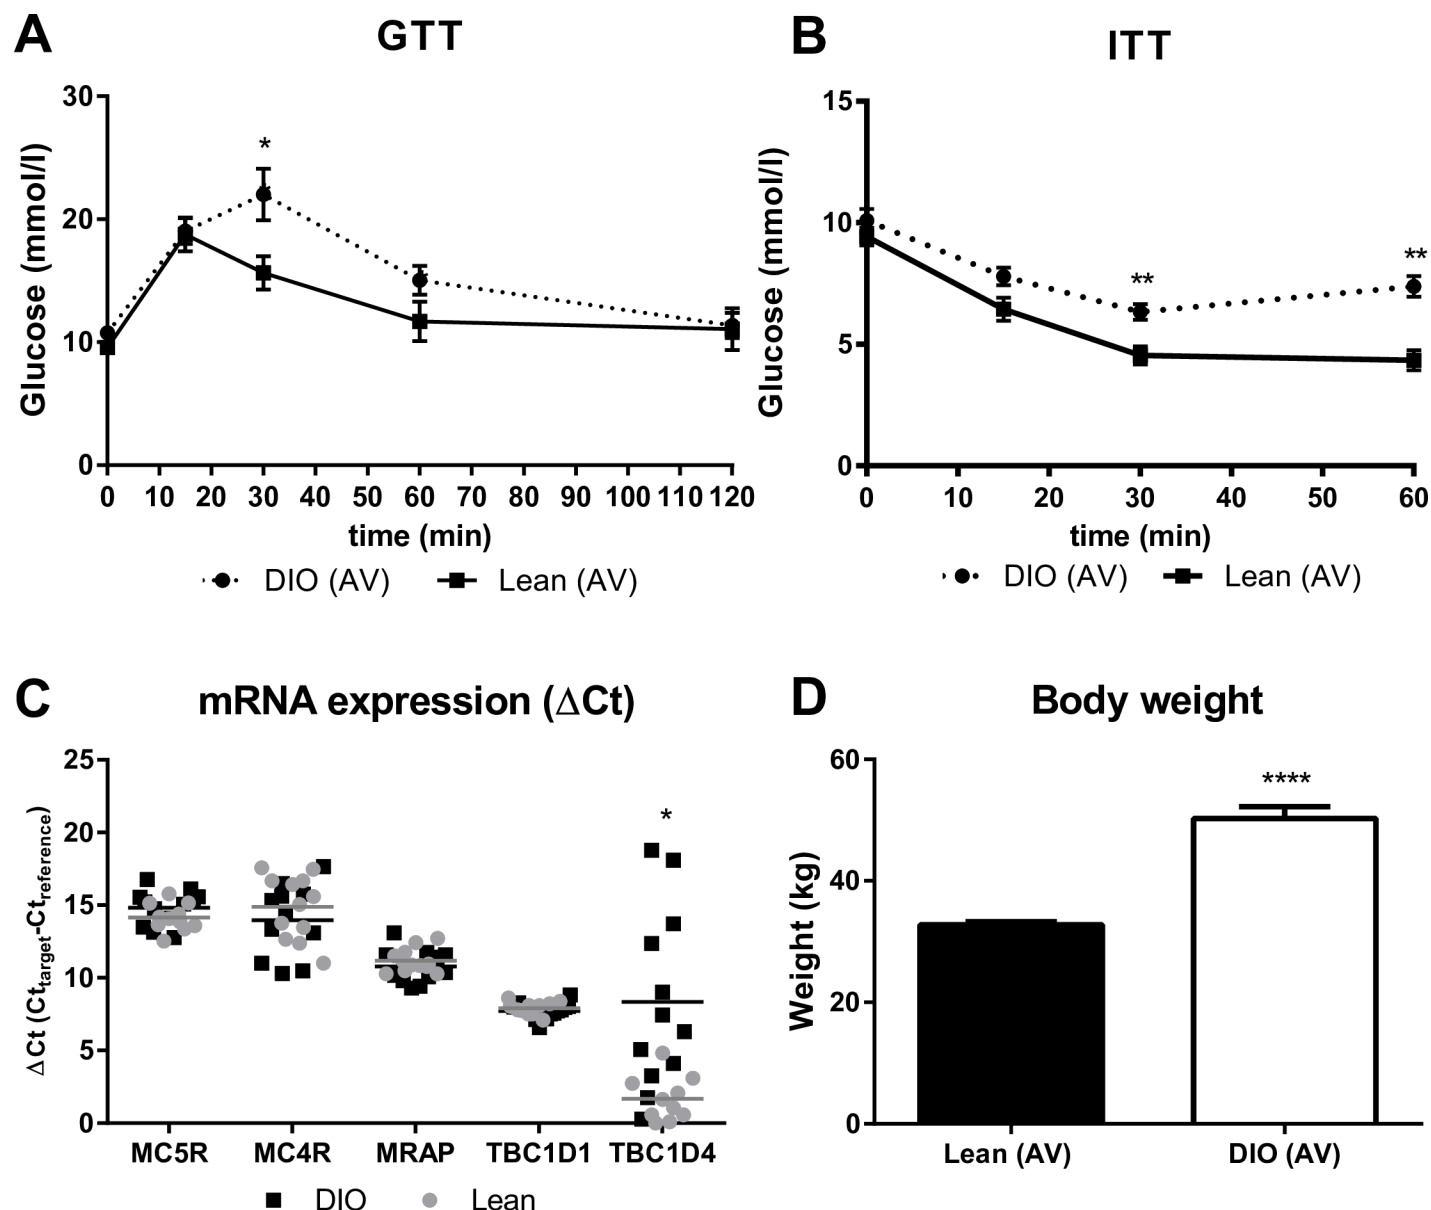 A
GTT
Glucose (mmol/l)
30
20
10
0
*
0 10 20 30 40 50 60 70 80 90 100 110 120
time (min)
DIO (AV) Lean (AV)
B
ITT
Glucose (mmol/l)
15
10
5
0
**
**
0 10 20 30 40 50 60
time (min)
DIO (AV) Lean (AV)
C
mRNA expression (ΔCt)
ΔCt (Cttarget-Ctreference)
25
20
15
10
5
0
*
MC5R MC4R MRAP TBC1D1 TBC1D4
DIO Lean
D
Body weight
Weight (kg)
60
40
20
0
****
Lean (AV) DIO (AV)